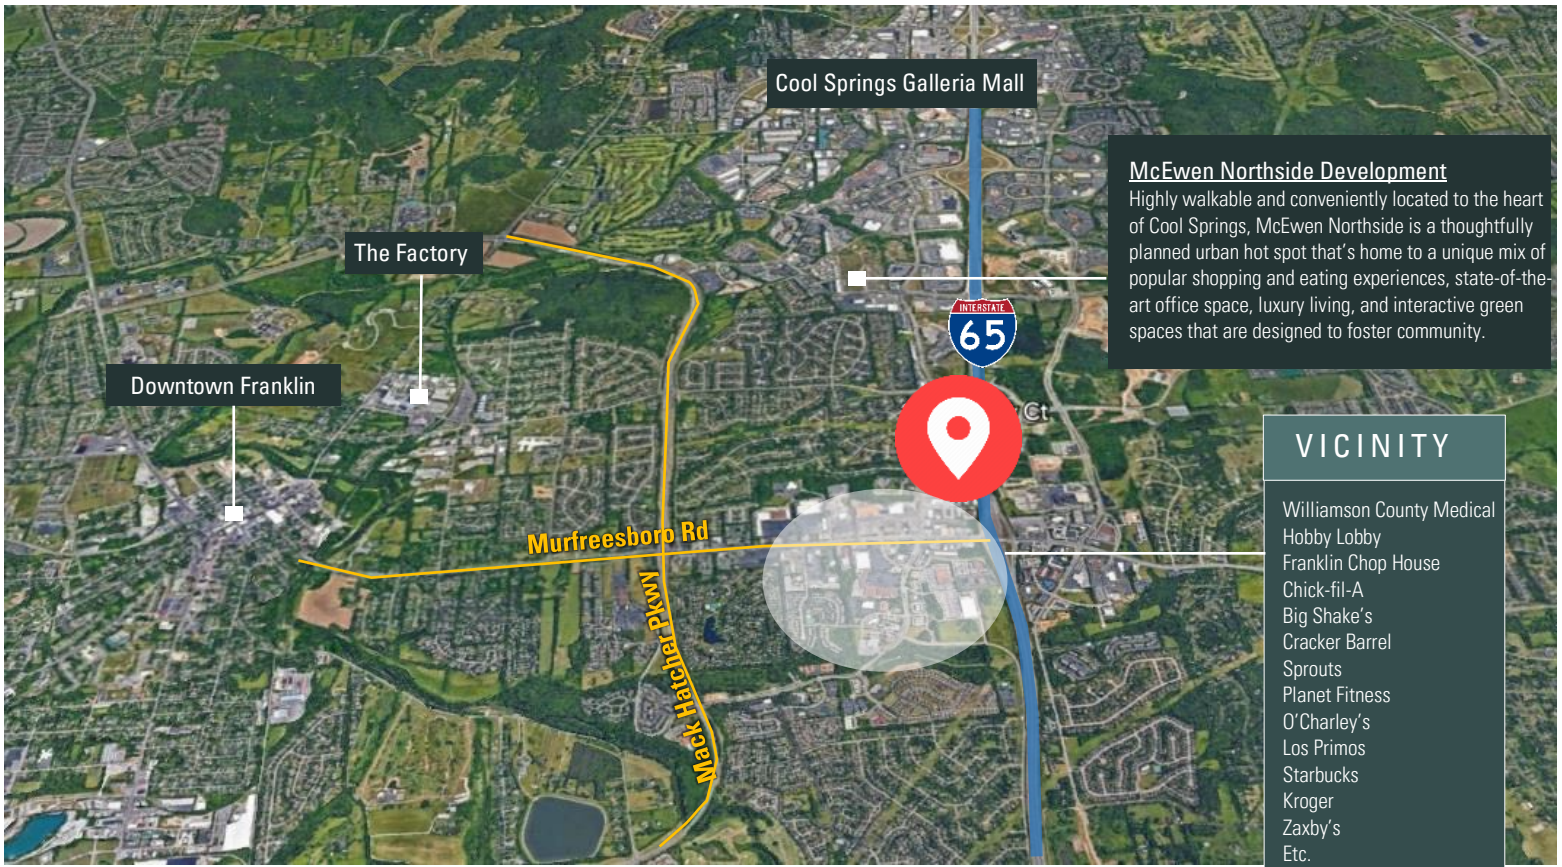 Cool Springs Galleria Mall
McEwen Northside Development
Highly walkable and conveniently located to the heart
of Cool Springs, McEwen Northside is a thoughtfully
planned urban hot spot that's home to a unique mix of
popular shopping and eating experiences, state-of-the-
art office space, luxury living, and interactive green
spaces that are designed to foster community.
The Factory
INTERSTATE
65
Downtown Franklin
Ct
VICINITY
Williamson County Medical
Hobby Lobby
Franklin Chop House
Chick-fil-A
Big Shake's
Cracker Barrel
Sprouts
Planet Fitness
O'Charley's
Los Primos
Starbucks
Kroger
Zaxby's
Etc.
Murfreesboro Rd
Mack Hatcher Pkwy